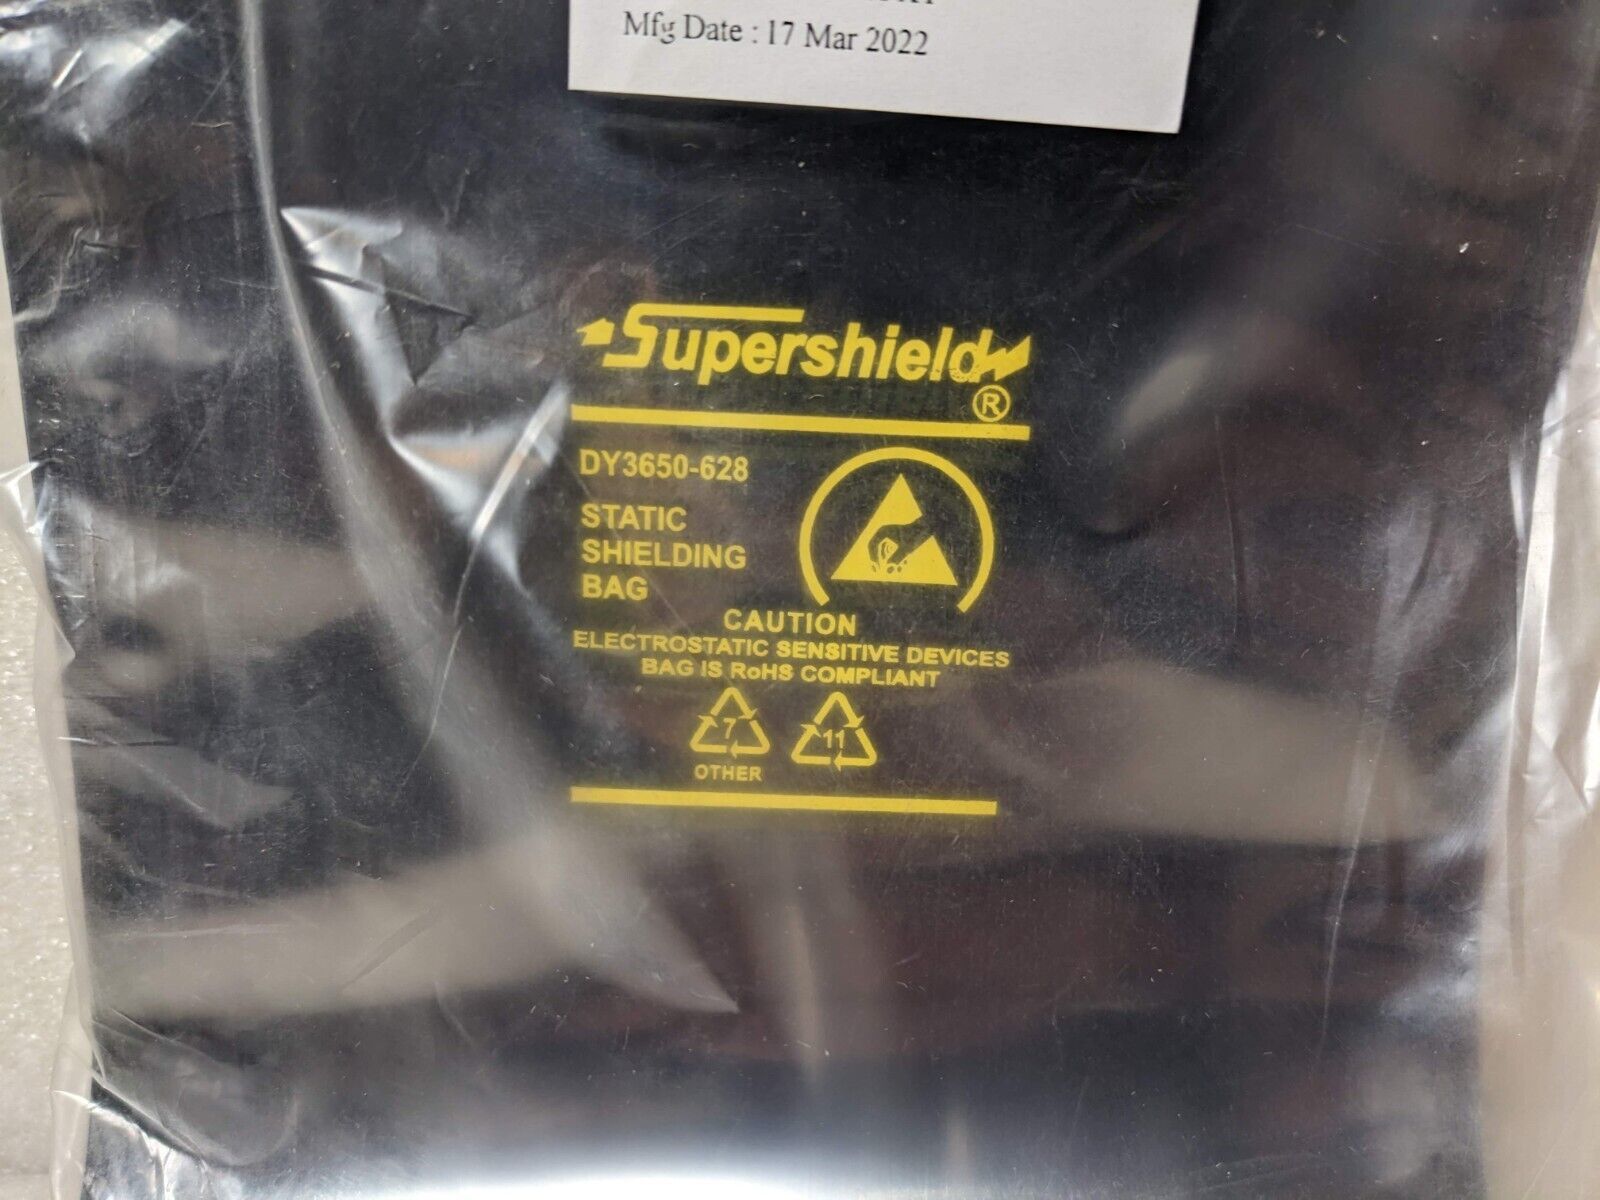 Mfg Date : 17 Mar 2022
Supershield®
DY3650-628
STATIC
SHIELDING
BAG
CAUTION
ELECTROSTATIC SENSITIVE DEVICES
BAG IS RoHS COMPLIANT
7 11
OTHER